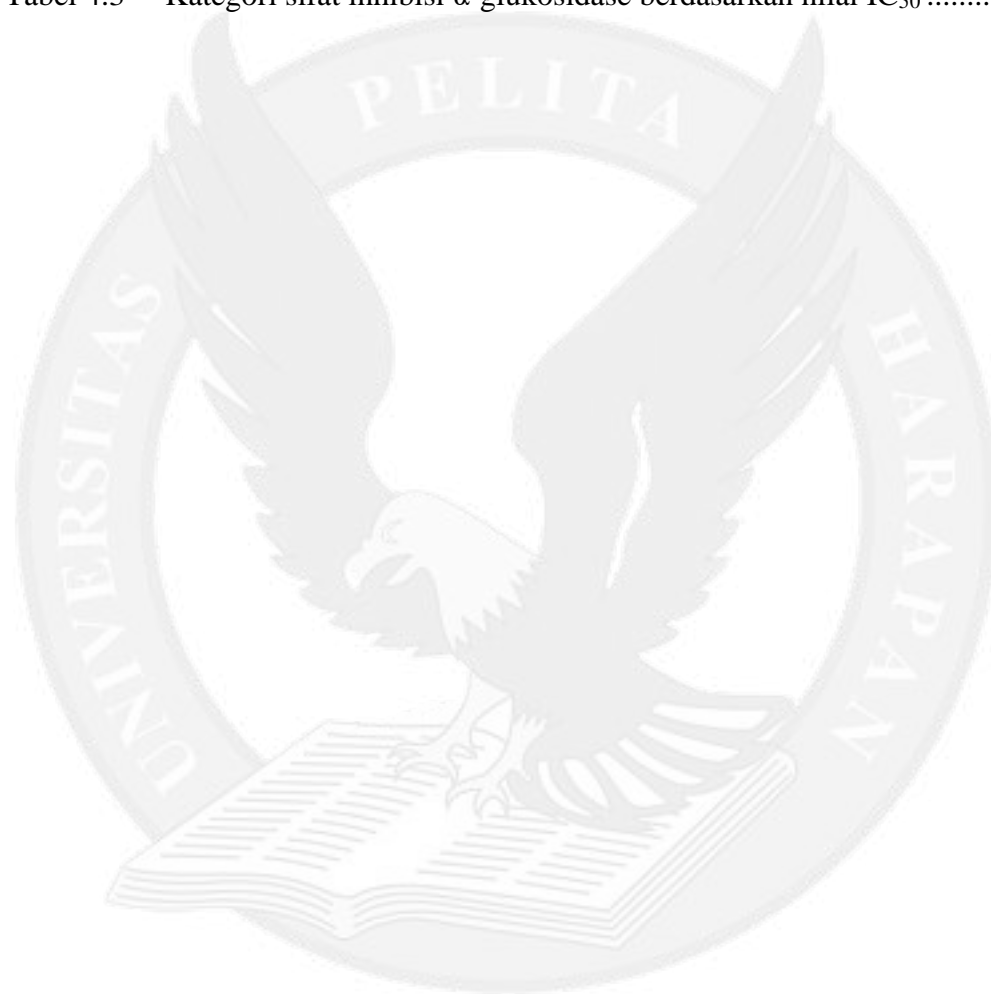 Tabel 4.3 Kategori sifat inhibisi α-glukosidase berdasarkan nilai IC50 ........
UNIVERSITAS PELITA HARAPAN